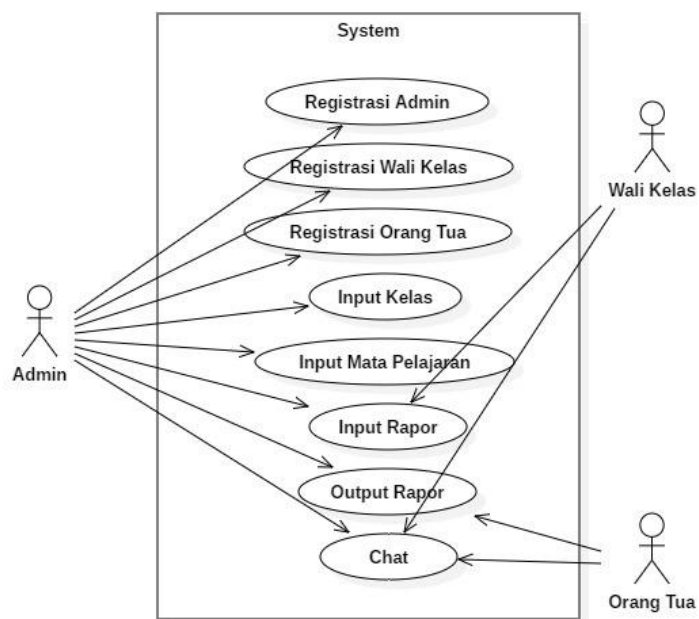 System
Registrasi Admin
Registrasi Wali Kelas
Wali Kelas
Registrasi Orang Tua
Input Kelas
Admin
Input Mata Pelajaran
Input Rapor
Output Rapor
Chat
Orang Tua